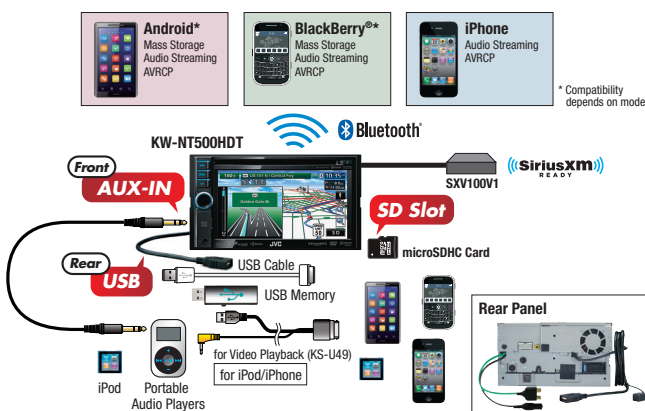 Android*
Mass Storage
Audio Streaming
AVRCP
BlackBerry®*
Mass Storage
Audio Streaming
AVRCP
iPhone
Audio Streaming
AVRCP
* Compatibility
depends on mode
Bluetooth®
KW-NT500HDT
Front
AUX-IN
JVC
SXV100V1
((SiriusXm))
READY
SD Slot
microSDHC Card
Rear
USB
USB Cable
USB Memory
for Video Playback (KS-U49)
for iPod/iPhone
iPod
Portable
Audio Players
Rear Panel